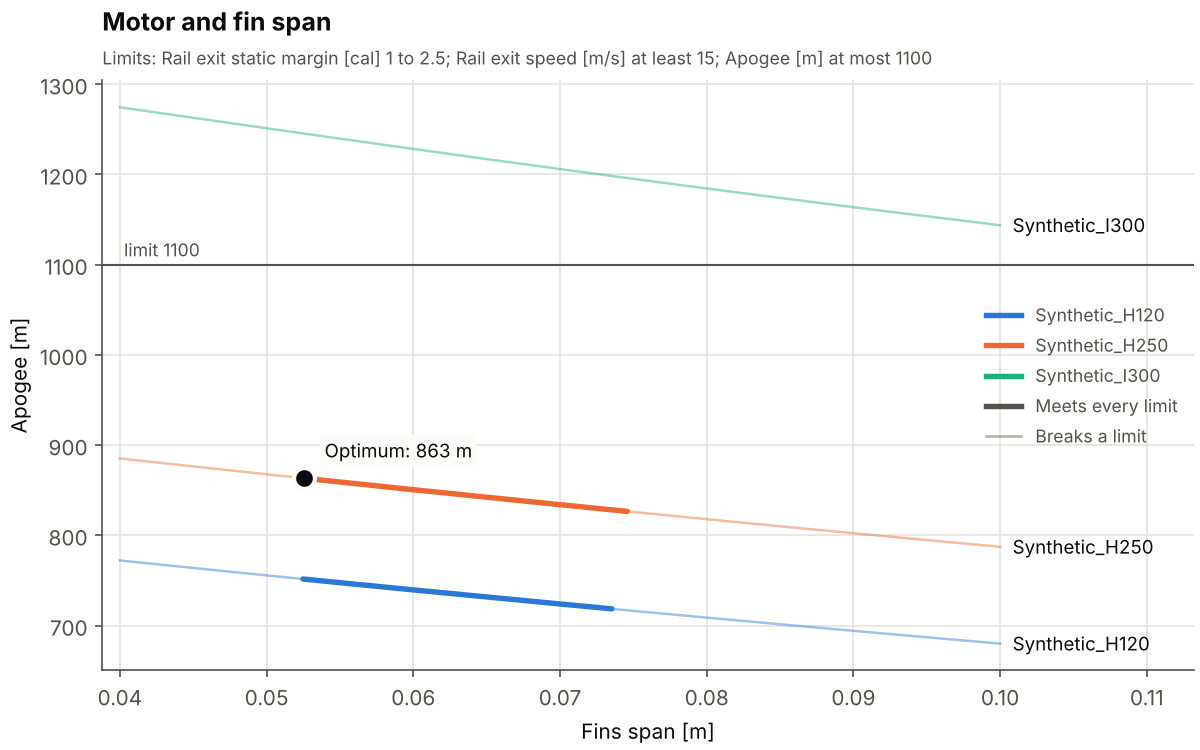 Motor and fin span
Limits: Rail exit static margin [cal] 1 to 2.5; Rail exit speed [m/s] at least 15; Apogee [m] at most 1100
1300
1200
1100
1000
900
800
700
Apogee [m]
limit 1100
Synthetic_I300
Synthetic_H120
Synthetic_H250
Synthetic_I300
Meets every limit
Breaks a limit
Optimum: 863 m
Synthetic_H250
Synthetic_H120
0.04 0.05 0.06 0.07 0.08 0.09 0.10 0.11
Fins span [m]